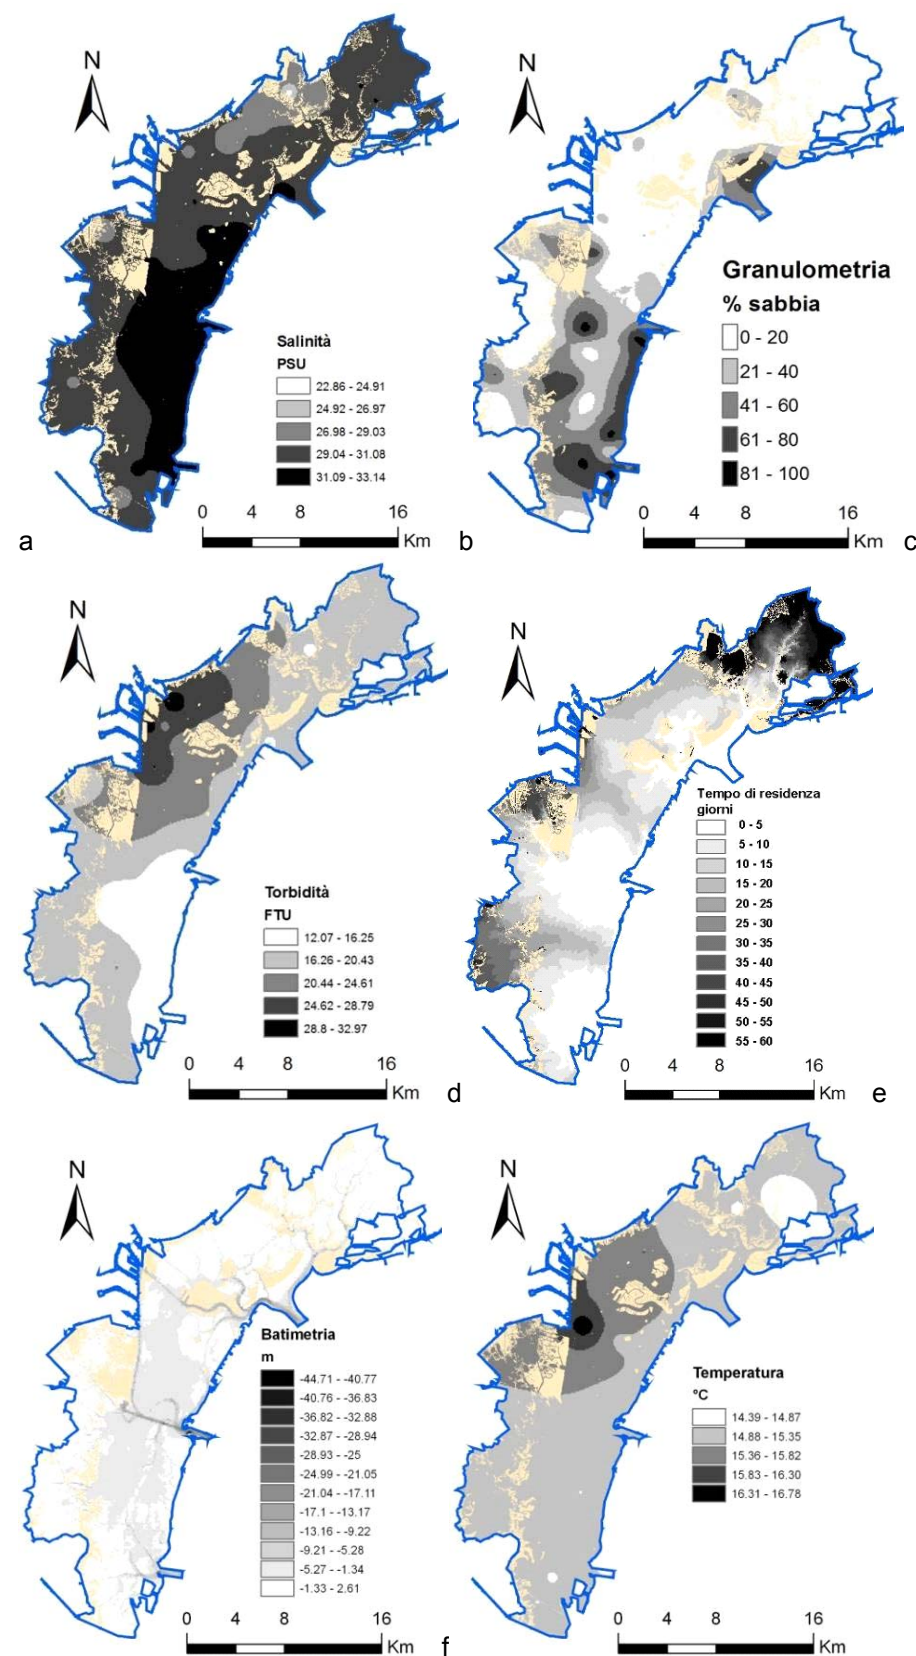 N
Salinità
PSU
22.86 - 24.91
24.92 - 26.97
26.98 - 29.03
29.04 - 31.08
31.09 - 33.14
0 4 8 16
Km
a
N
Granulometria
% sabbia
0 - 20
21 - 40
41 - 60
61 - 80
81 - 100
0 4 8 16
Km
b
c
N
Torbidità
FTU
12.07 - 16.25
16.26 - 20.43
20.44 - 24.61
24.62 - 28.79
28.8 - 32.97
0 4 8 16
Km
d
N
Tempo di residenza
giorni
0 - 5
5 - 10
10 - 15
15 - 20
20 - 25
25 - 30
30 - 35
35 - 40
40 - 45
45 - 50
50 - 55
55 - 60
0 4 8 16
Km
e
N
Batimetria
m
-44.71 - -40.77
-40.76 - -36.83
-36.82 - -32.88
-32.87 - -28.94
-28.93 - -25
-24.99 - -21.05
-21.04 - -17.11
-17.1 - -13.17
-13.16 - -9.22
-9.21 - -5.28
-5.27 - -1.34
-1.33 - 2.61
0 4 8 16
Km
f
N
Temperatura
°C
14.39 - 14.87
14.88 - 15.35
15.36 - 15.82
15.83 - 16.30
16.31 - 16.78
0 4 8 16
Km